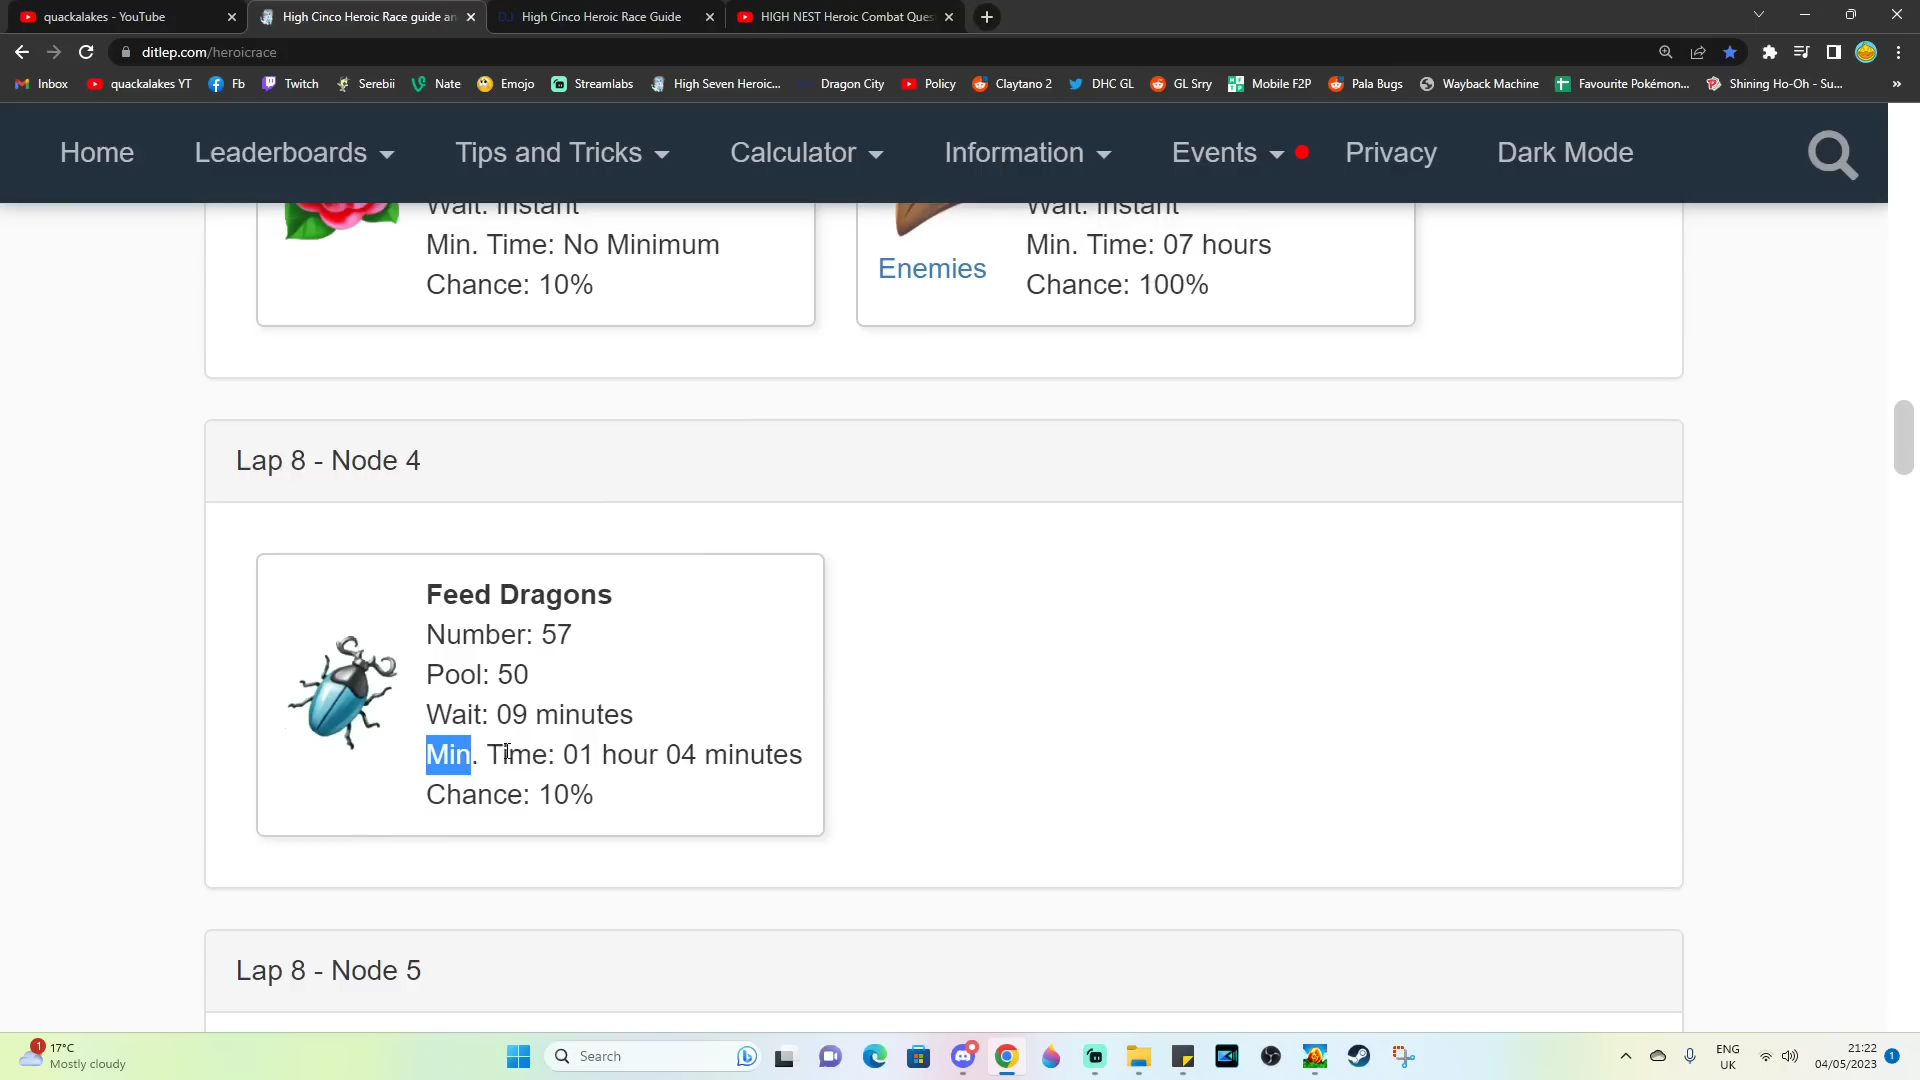 quackalakes - YouTube
High Cinco Heroic Race guide an
High Cinco Heroic Race Guide
HIGH NEST Heroic Combat Ques
ditlep.com/heroicrace
Inbox
quackalakes YT
Fb
Twitch
Serebii
Nate
Emojo
Streamlabs
High Seven Heroic...
Dragon City
Policy
Claytano 2
DHC GL
GL Srry
Mobile F2P
Pala Bugs
Wayback Machine
Favourite Pokémon...
Shining Ho-Oh - Su...
Home
Leaderboards
Tips and Tricks
Calculator
Information
Events
Privacy
Dark Mode
Wait: Instant
Min. Time: No Minimum
Chance: 10%
Enemies
Wait: Instant
Min. Time: 07 hours
Chance: 100%
Lap 8 - Node 4
Feed Dragons
Number: 57
Pool: 50
Wait: 09 minutes
Min. Time: 01 hour 04 minutes
Chance: 10%
Lap 8 - Node 5
1
17°C
Mostly cloudy
Search
ENG
UK
21:22
04/05/2023
1